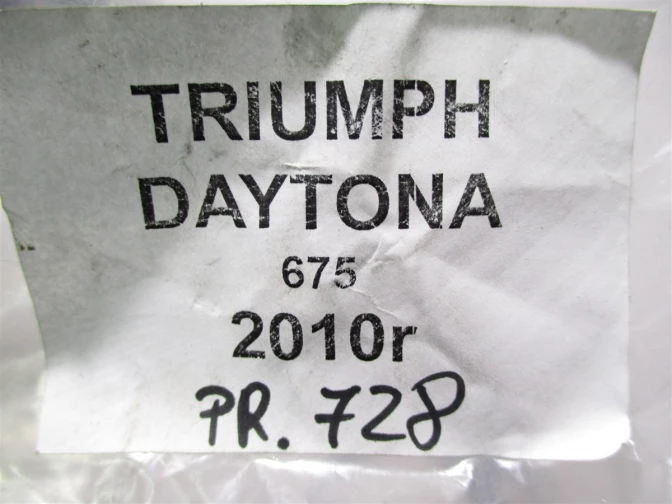 TRIUMPH
DAYTONA
675
2010r
PR. 728